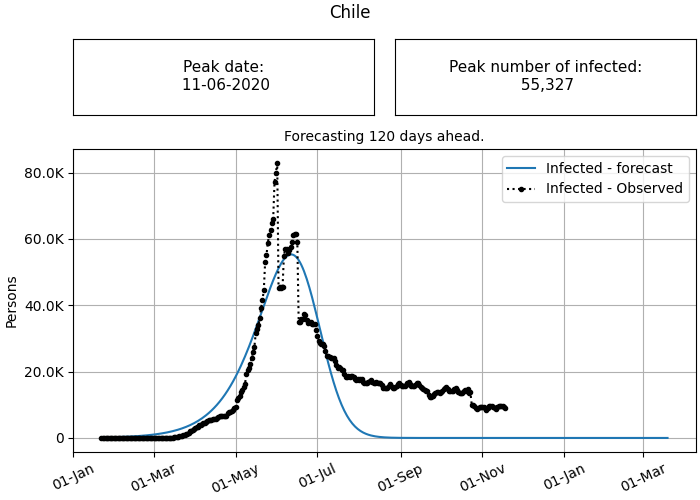 Chile
Peak date:
11-06-2020
Peak number of infected:
55,327
Forecasting 120 days ahead.
Infected - forecast
Infected - Observed
80.0K
60.0K
40.0K
20.0K
0
Persons
01-Jan
01-Mar
01-May
01-Jul
01-Sep
01-Nov
01-Jan
01-Mar